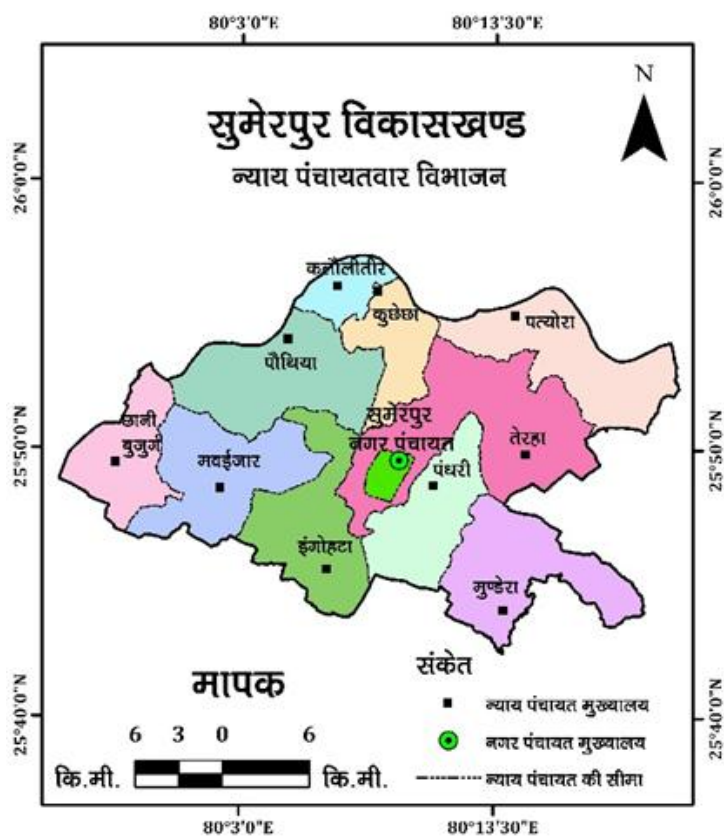 80°3'0"E 80°13'30"E
N
सुमेरपुर विकासखण्ड
न्याय पंचायतवार विभाजन
26°0'0"N 26°0'0"N
कलौलीतीर
कुछेछा
पत्योरा
पौथिया
सुमेरपुर
नगर पंचायत
तेरहा
छानी
बुजुर्ग
25°50'0"N 25°50'0"N
मवईजार
पंधरी
इंगोहटा
मुण्डेरा
संकेत
मापक
न्याय पंचायत मुख्यालय
25°40'0"N 25°40'0"N
6 3 0 6
नगर पंचायत मुख्यालय
कि.मी. कि.मी.
न्याय पंचायत की सीमा
80°3'0"E 80°13'30"E